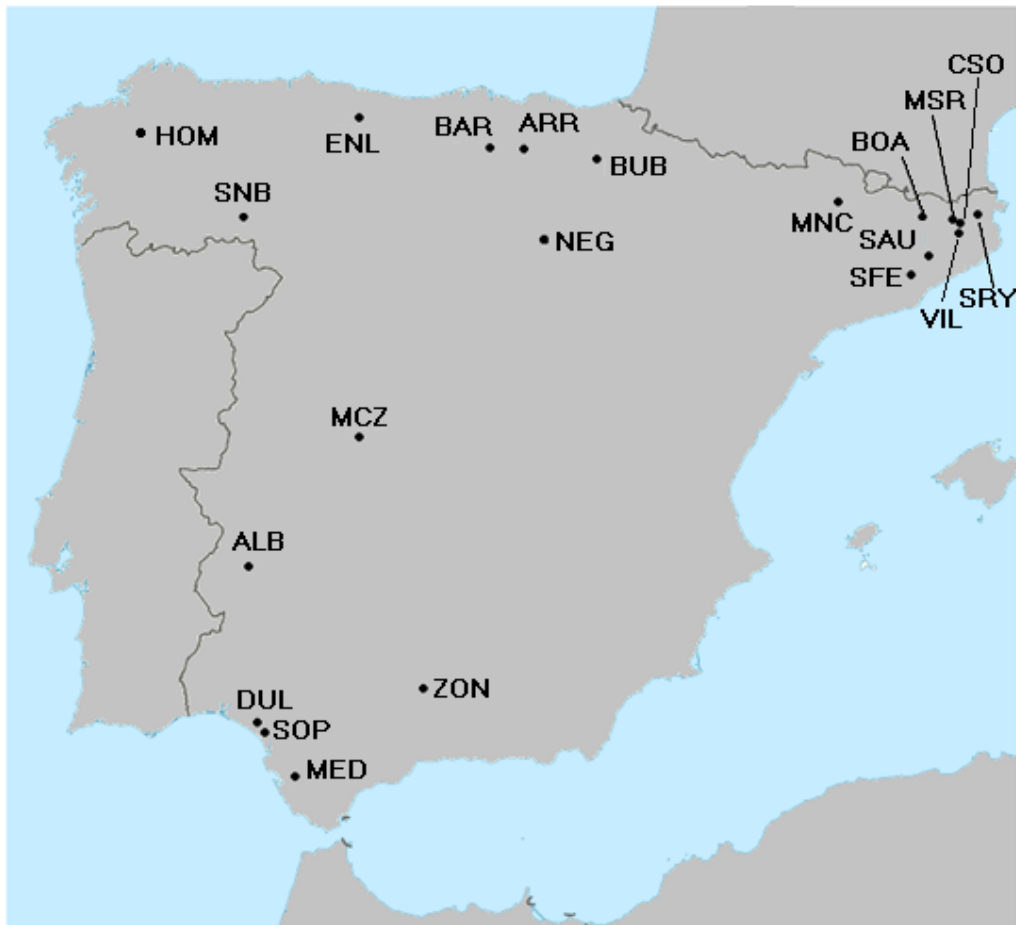 CSO
MSR
HOM
ENL
BAR
ARR
BOA
BUB
SNB
MNC
NEG
SAU
SFE
SRY
VIL
MCZ
ALB
ZON
DUL
SOP
MED